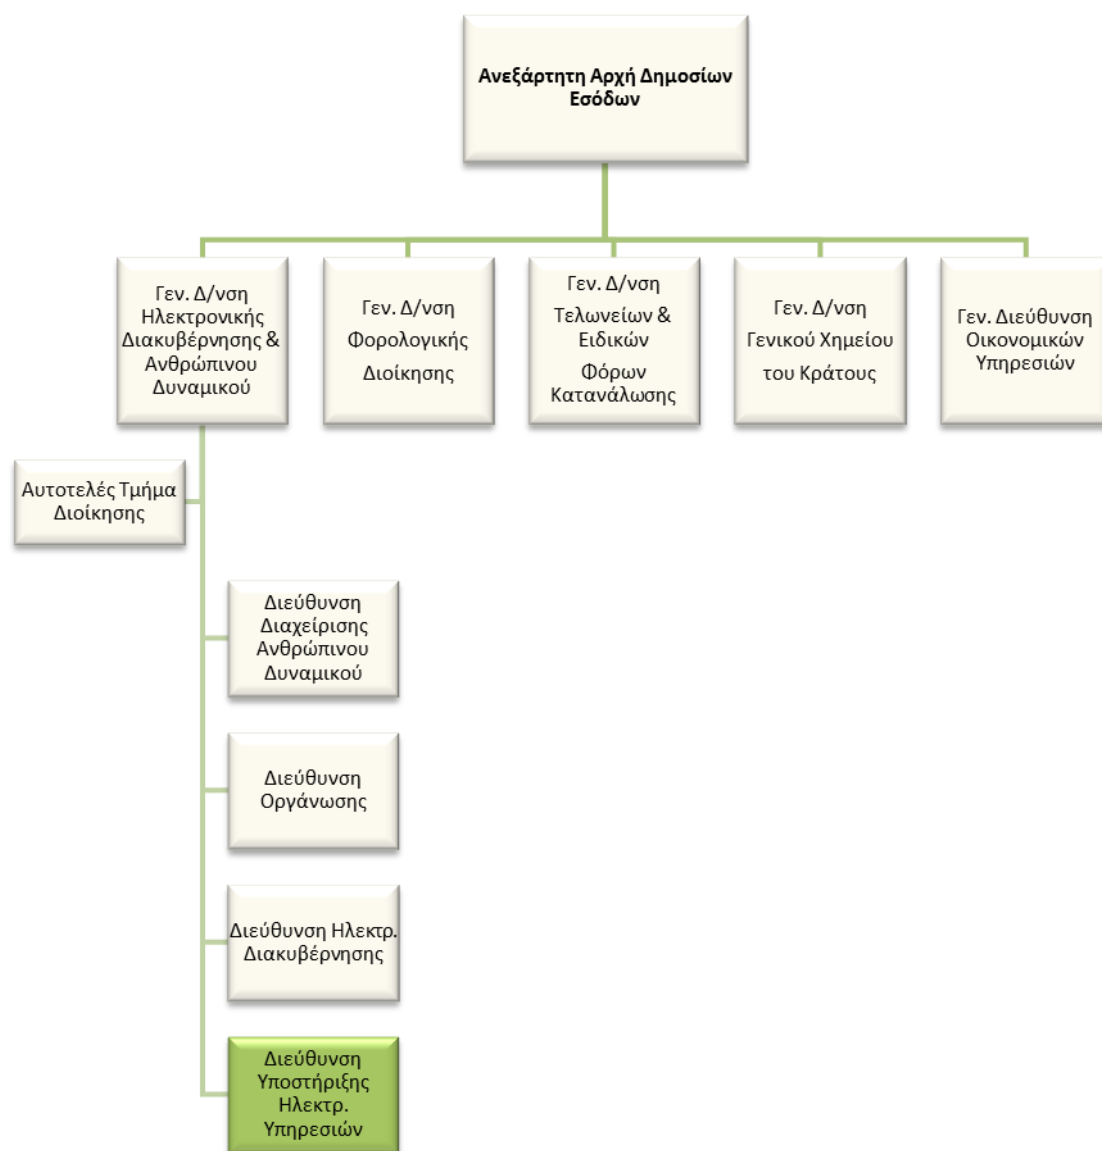 Ανεξάρτητη Αρχή Δημοσίων
Εσόδων
Γεν. Δ/νση
Ηλεκτρονικής
Διακυβέρνησης &
Ανθρώπινου
Δυναμικού
Γεν. Δ/νση
Φορολογικής
Διοίκησης
Γεν. Δ/νση
Τελωνείων &
Ειδικών
Φόρων
Κατανάλωσης
Γεν. Δ/νση
Γενικού Χημείου
του Κράτους
Γεν. Διεύθυνση
Οικονομικών
Υπηρεσιών
Αυτοτελές Τμήμα
Διοίκησης
Διεύθυνση
Διαχείρισης
Ανθρώπινου
Δυναμικού
Διεύθυνση
Οργάνωσης
Διεύθυνση Ηλεκτρ.
Διακυβέρνησης
Διεύθυνση
Υποστήριξης
Ηλεκτρ.
Υπηρεσιών